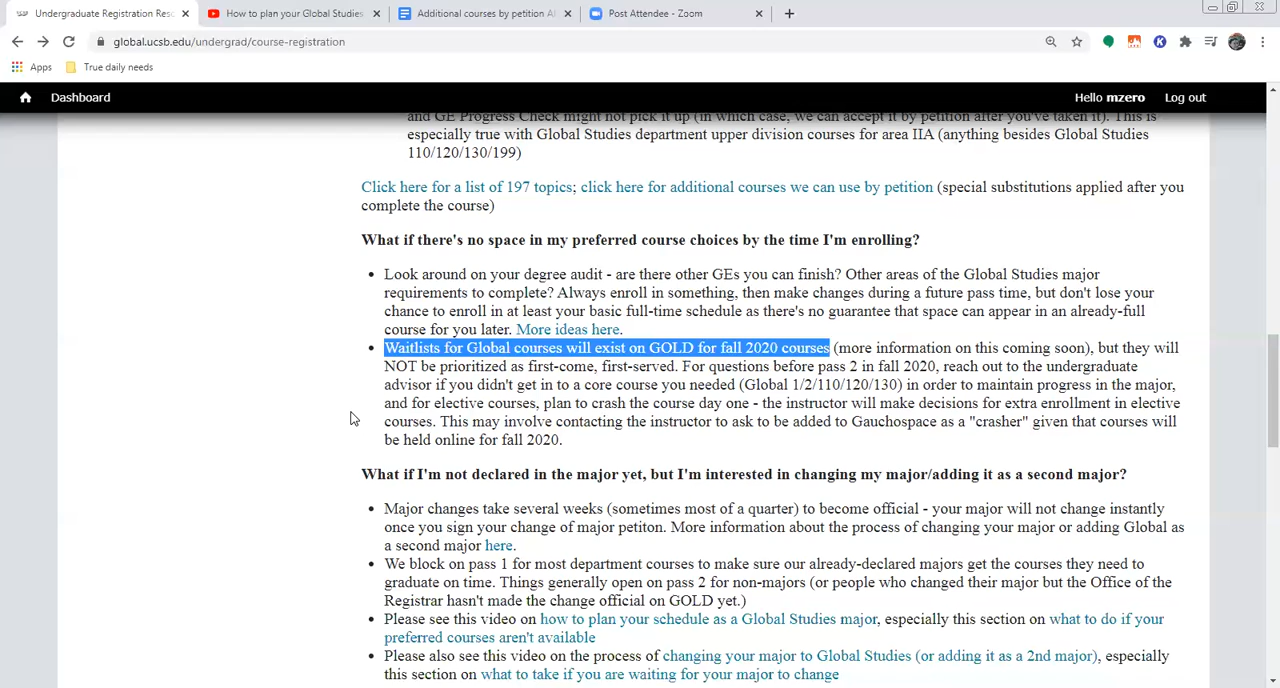 Undergraduate Registration Reso
How to plan your Global Studies
Additional courses by petition Al
Post Attendee - Zoom
global.ucsb.edu/undergrad/course-registration
Apps
True daily needs
Dashboard
Hello mzero
Log out
and GE Progress Check might not pick it up (in which case, we can accept it by petition after you've taken it). This is
especially true with Global Studies department upper division courses for area IIA (anything besides Global Studies
110/120/130/199)
Click here for a list of 197 topics; click here for additional courses we can use by petition (special substitutions applied after you
complete the course)
What if there's no space in my preferred course choices by the time I'm enrolling?
• Look around on your degree audit - are there other GEs you can finish? Other areas of the Global Studies major
requirements to complete? Always enroll in something, then make changes during a future pass time, but don't lose your
chance to enroll in at least your basic full-time schedule as there's no guarantee that space can appear in an already-full
course for you later. More ideas here.
• Waitlists for Global courses will exist on GOLD for fall 2020 courses (more information on this coming soon), but they will
NOT be prioritized as first-come, first-served. For questions before pass 2 in fall 2020, reach out to the undergraduate
advisor if you didn't get in to a core course you needed (Global 1/2/110/120/130) in order to maintain progress in the major,
and for elective courses, plan to crash the course day one - the instructor will make decisions for extra enrollment in elective
courses. This may involve contacting the instructor to ask to be added to Gauchospace as a "crasher" given that courses will
be held online for fall 2020.
What if I'm not declared in the major yet, but I'm interested in changing my major/adding it as a second major?
• Major changes take several weeks (sometimes most of a quarter) to become official - your major will not change instantly
once you sign your change of major petiton. More information about the process of changing your major or adding Global as
a second major here.
• We block on pass 1 for most department courses to make sure our already-declared majors get the courses they need to
graduate on time. Things generally open on pass 2 for non-majors (or people who changed their major but the Office of the
Registrar hasn't made the change official on GOLD yet.)
• Please see this video on how to plan your schedule as a Global Studies major, especially this section on what to do if your
preferred courses aren't available
• Please also see this video on the process of changing your major to Global Studies (or adding it as a 2nd major), especially
this section on what to take if you are waiting for your major to change